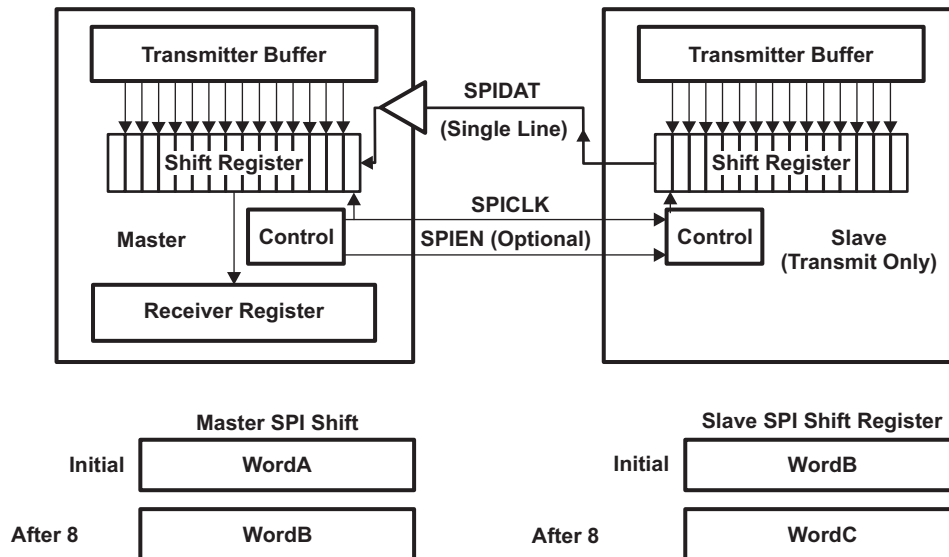 Transmitter Buffer
Shift Register
Master
Control
Receiver Register
SPIDAT
(Single Line)
SPICLK
SPIEN (Optional)
Transmitter Buffer
Shift Register
Control
Slave
(Transmit Only)
Master SPI Shift
Initial
WordA
After 8
WordB
Slave SPI Shift Register
Initial
WordB
After 8
WordC